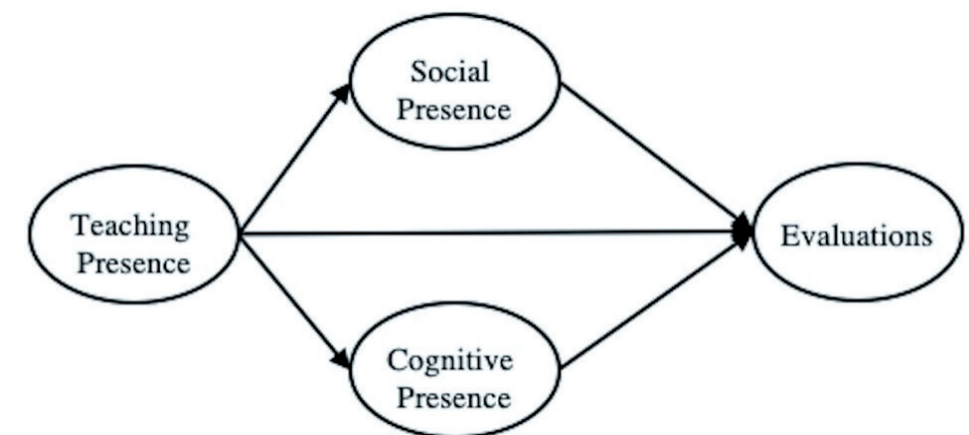 Social
Presence
Teaching
Presence
Evaluations
Cognitive
Presence